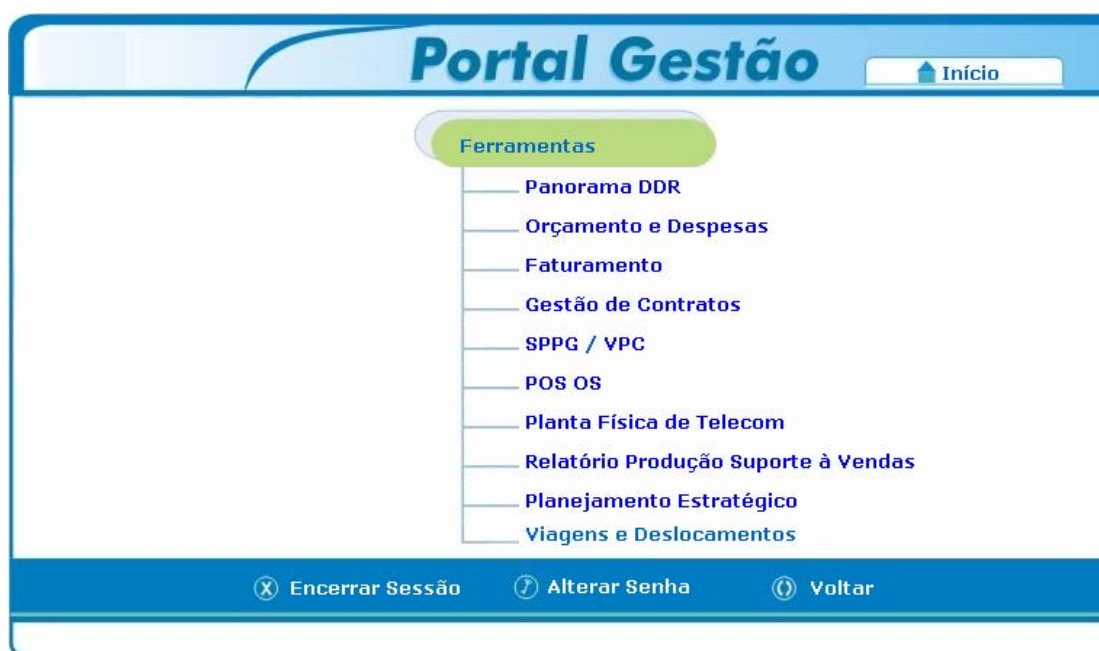 Portal Gestão
Início
Ferramentas
Panorama DDR
Orçamento e Despesas
Faturamento
Gestão de Contratos
SPPG / VPC
POS OS
Planta Física de Telecom
Relatório Produção Suporte à Vendas
Planejamento Estratégico
Viagens e Deslocamentos
Encerrar Sessão Alterar Senha Voltar